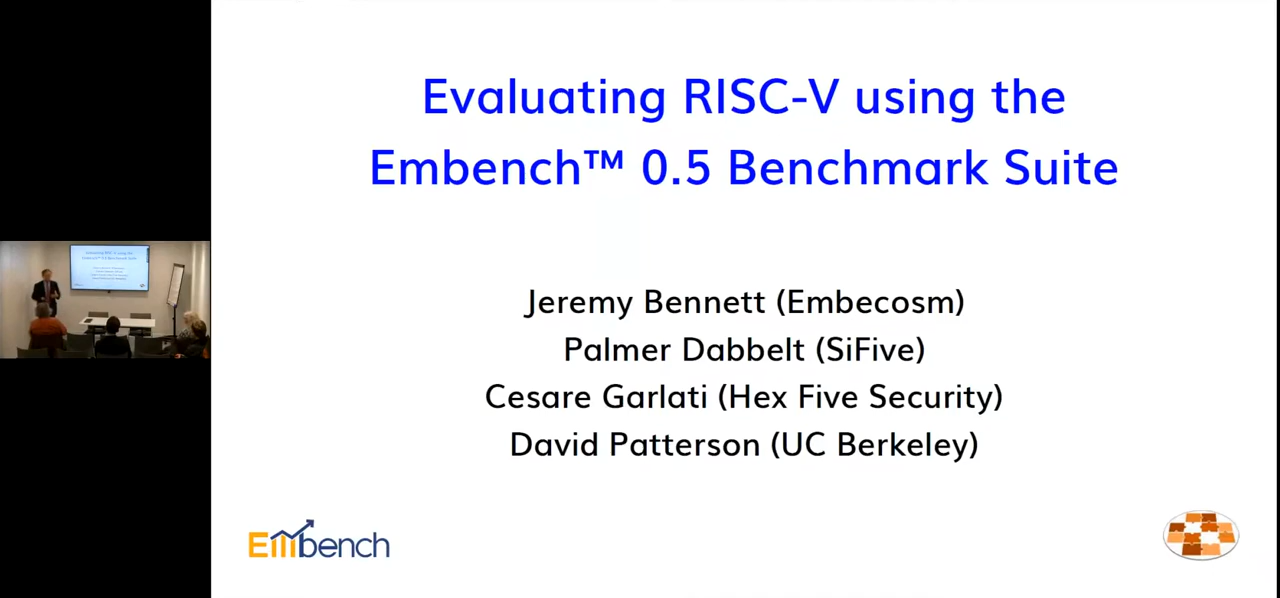 Evaluating RISC-V using the
Embench™ 0.5 Benchmark Suite
Jeremy Bennett (Embecosm)
Palmer Dabbelt (SiFive)
Cesare Garlati (Hex Five Security)
David Patterson (UC Berkeley)
Embench